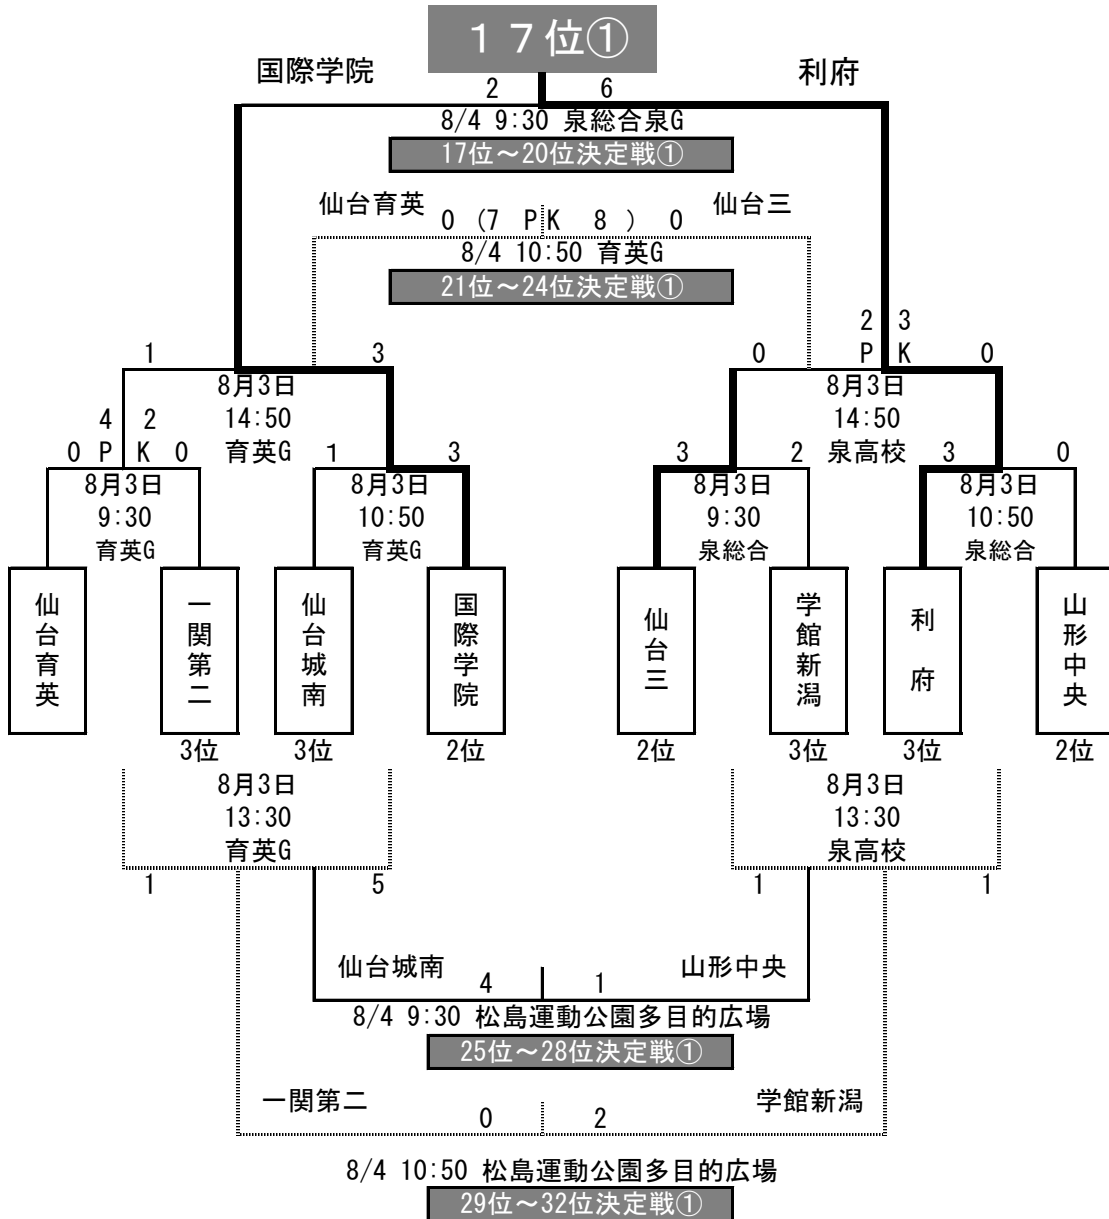 １７位①
国際学院
利府
2 6
8/4 9:30 泉総合泉G
17位～20位決定戦①
仙台育英
仙台三
0 (7 PK 8 ) 0
8/4 10:50 育英G
21位～24位決定戦①
2 3
1 3 0 P K 0
8月3日 8月3日
4 2 14:50 14:50
0 P K 0 育英G 1 3 3 2 泉高校 3 0
8月3日 8月3日 8月3日 8月3日
9:30 10:50 9:30 10:50
育英G 育英G 泉総合 泉総合
仙台育英
一関第二
仙台城南
国際学院
仙台三
学館新潟
利府
山形中央
3位 3位 2位 2位 3位 3位 2位
8月3日 8月3日
13:30 13:30
育英G 泉高校
1 5 1 1
仙台城南 4 1 山形中央
8/4 9:30 松島運動公園多目的広場
25位～28位決定戦①
一関第二 0 2 学館新潟
8/4 10:50 松島運動公園多目的広場
29位～32位決定戦①